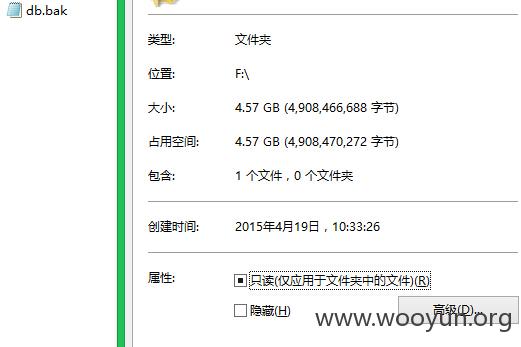 db.bak
类型: 文件夹
位置: F:\
大小: 4.57 GB (4,908,466,688 字节)
占用空间: 4.57 GB (4,908,470,272 字节)
包含: 1 个文件，0 个文件夹
创建时间: 2015年4月19日，10:33:26
属性: 只读(仅应用于文件夹中的文件)(R)
隐藏(H) 高级(D)...
www.wooyun.org